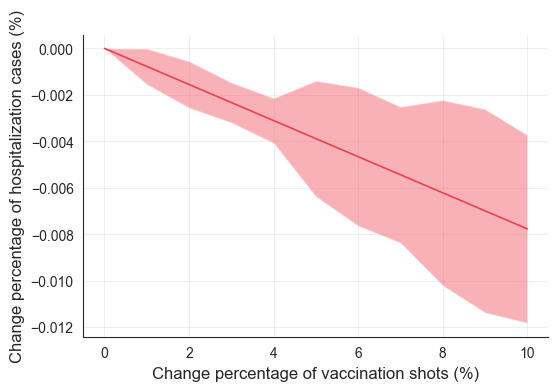 Change percentage of hospitalization cases (%)
0.000
−0.002
−0.004
−0.006
−0.008
−0.010
−0.012
0 2 4 6 8 10
Change percentage of vaccination shots (%)